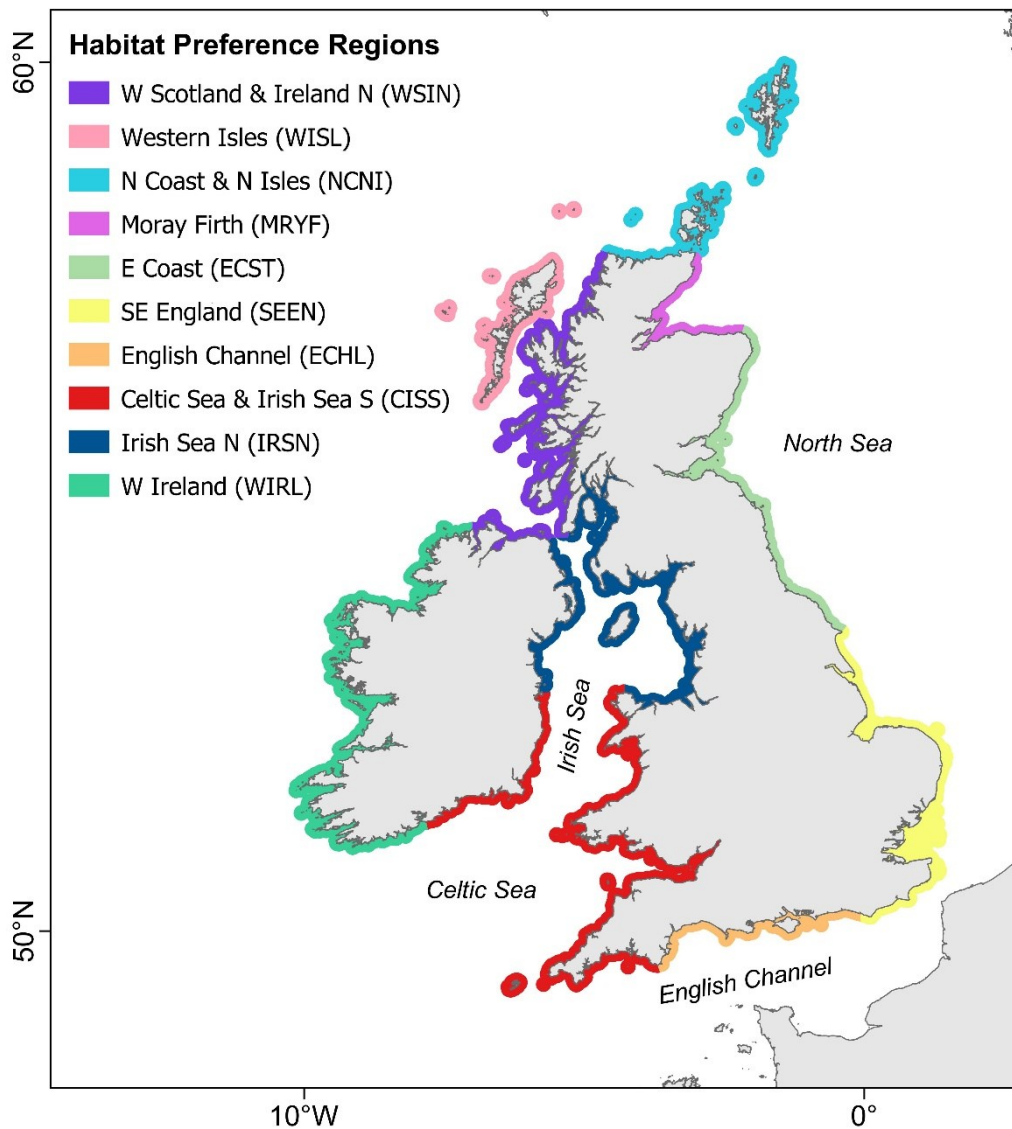 Habitat Preference Regions
W Scotland & Ireland N (WSIN)
Western Isles (WISL)
N Coast & N Isles (NCNI)
Moray Firth (MRYF)
E Coast (ECST)
SE England (SEEN)
English Channel (ECHL)
Celtic Sea & Irish Sea S (CISS)
Irish Sea N (IRSN)
W Ireland (WIRL)
60°N
50°N
North Sea
Irish Sea
Celtic Sea
English Channel
10°W
0°